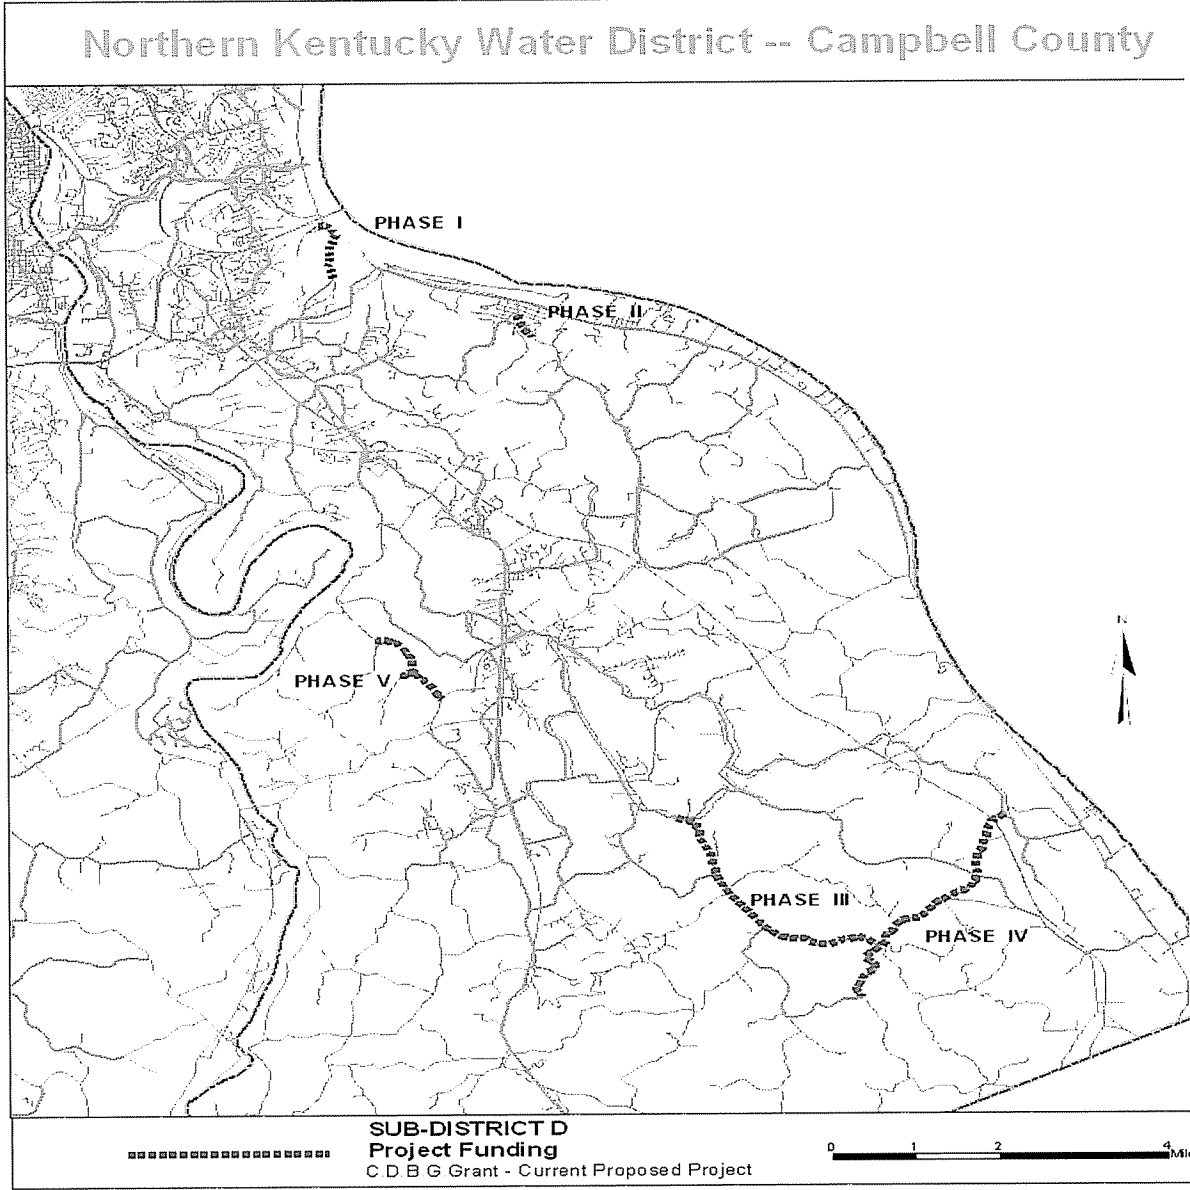 Northern Kentucky Water District -- Campbell County
PHASE I
PHASE II
N
PHASE V
PHASE III
PHASE IV
SUB-DISTRICT D
Project Funding
C.D.B.G Grant - Current Proposed Project
0 1 2 4